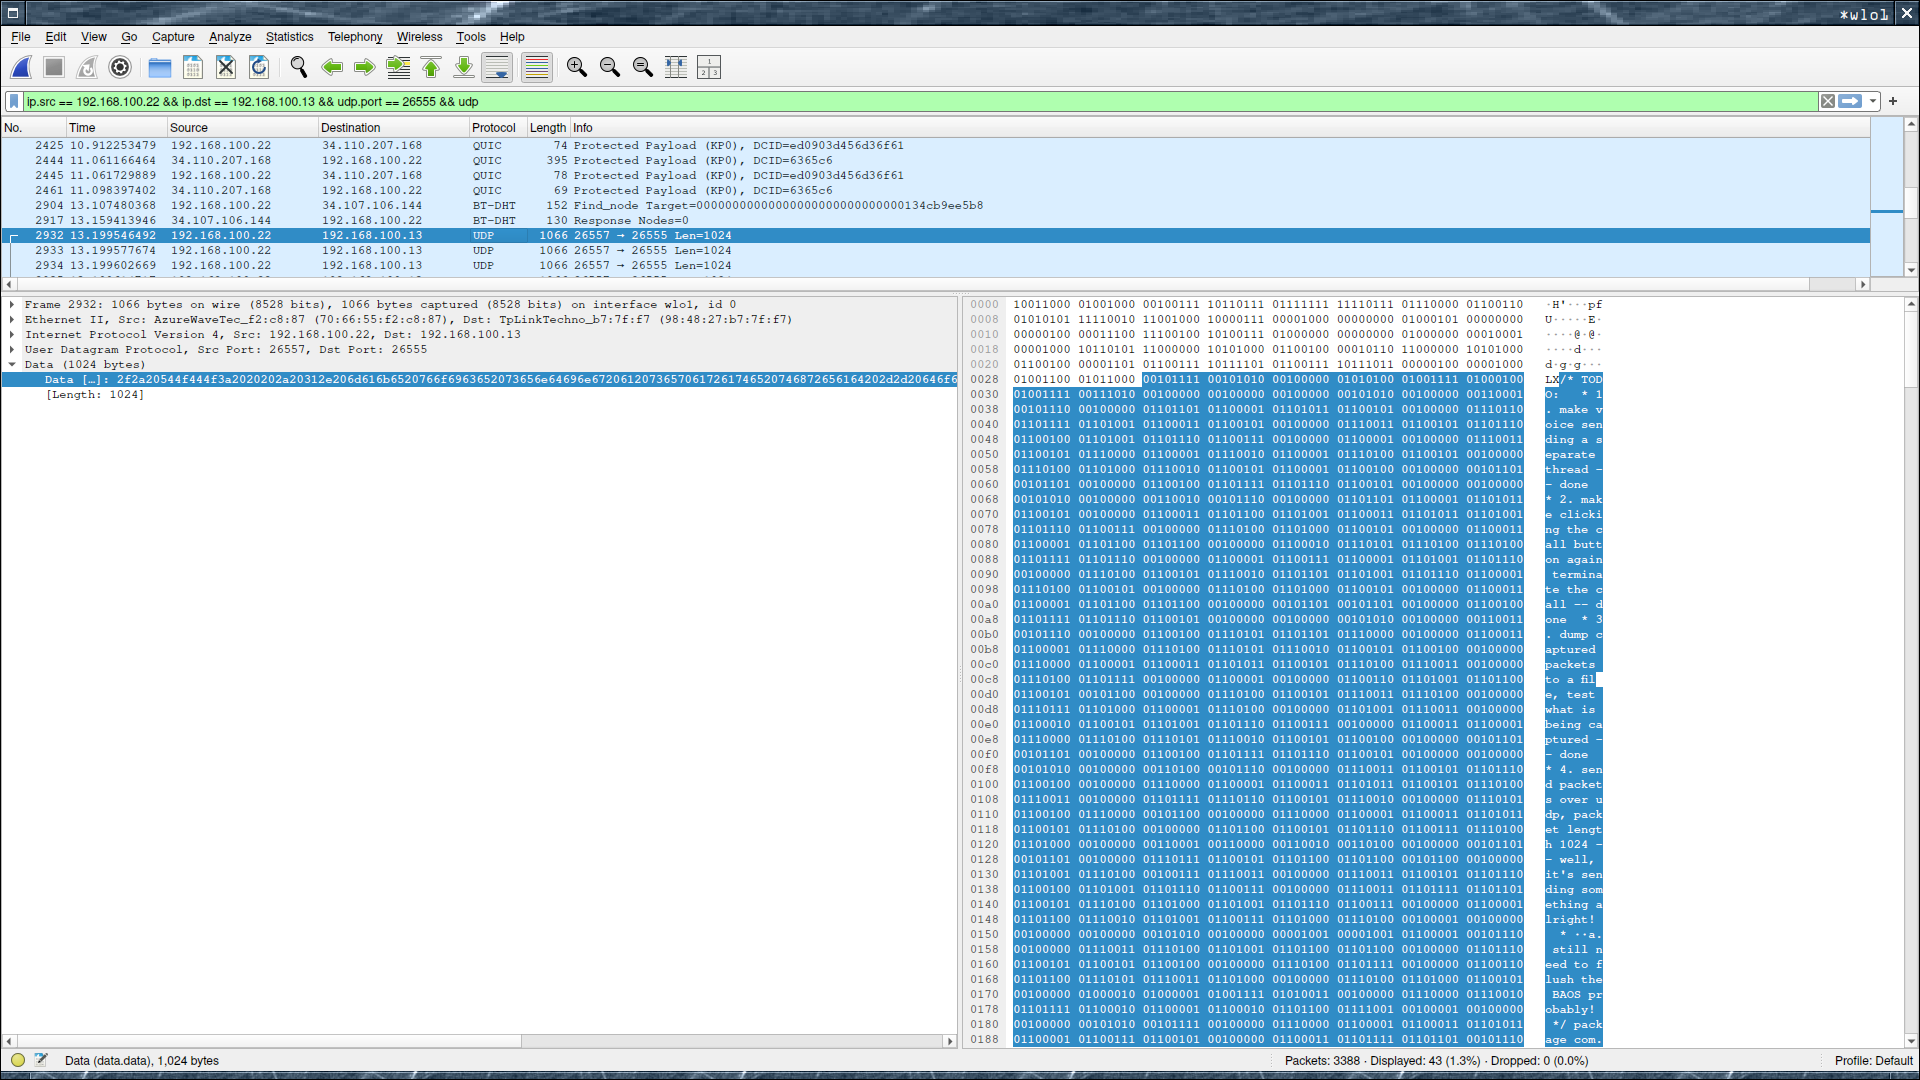 *wlo1
File Edit View Go Capture Analyze Statistics Telephony Wireless Tools Help
ip.src == 192.168.100.22 && ip.dst == 192.168.100.13 && udp.port == 26555 && udp
No. Time Source Destination Protocol Length Info
2425 10.912253479 192.168.100.22 34.110.207.168 QUIC 74 Protected Payload (KP0), DCID=ed0903d456d36f61
2444 11.061166464 34.110.207.168 192.168.100.22 QUIC 395 Protected Payload (KP0), DCID=6365c6
2445 11.061729889 192.168.100.22 34.110.207.168 QUIC 78 Protected Payload (KP0), DCID=ed0903d456d36f61
2461 11.098397402 34.110.207.168 192.168.100.22 QUIC 69 Protected Payload (KP0), DCID=6365c6
2904 13.107480368 192.168.100.22 34.107.106.144 BT-DHT 152 Find_node Target=0000000000000000000000000000000134cb9ee5b8
2917 13.159413946 34.107.106.144 192.168.100.22 BT-DHT 130 Response Nodes=0
2932 13.199546492 192.168.100.22 192.168.100.13 UDP 1066 26557 → 26555 Len=1024
2933 13.199577674 192.168.100.22 192.168.100.13 UDP 1066 26557 → 26555 Len=1024
2934 13.199602669 192.168.100.22 192.168.100.13 UDP 1066 26557 → 26555 Len=1024
Frame 2932: 1066 bytes on wire (8528 bits), 1066 bytes captured (8528 bits) on interface wlo1, id 0
Ethernet II, Src: AzureWaveTec_f2:c8:87 (70:66:55:f2:c8:87), Dst: TpLinkTechno_b7:7f:f7 (98:48:27:b7:7f:f7)
Internet Protocol Version 4, Src: 192.168.100.22, Dst: 192.168.100.13
User Datagram Protocol, Src Port: 26557, Dst Port: 26555
Data (1024 bytes)
Data […]: 2f2a20544f444f3a2020202a20312e206d616b6520766f6963652073656e64696e67206120736570617261746520746872656164202d2d20646f6
[Length: 1024]
0000 10011000 01001000 00100111 10110111 01111111 11110111 01110000 01100110 ·H'···pf
0008 01010101 11110010 11001000 10000111 00001000 00000000 01000101 00000000 U·····E·
0010 00000100 00011100 11100100 10100101 01000000 00000000 01000000 00010001 ····@·@·
0018 00001000 10110101 11000000 10101000 01100100 00010110 11000000 10101000 ····d···
0020 01100100 00001101 01100111 10111101 01100111 10111011 00000100 00001000 d·g·g···
0028 01001100 01011000 00101111 00101010 00100000 01010100 01001111 01000100 LX/* TOD
0030 01001111 00111010 00100000 00100000 00100000 00101010 00100000 00110001 O:   * 1
0038 00101110 00100000 01101101 01100001 01101011 01100101 00100000 01110110 . make v
0040 01101111 01101001 01100011 01100101 00100000 01110011 01100101 01101110 oice sen
0048 01100100 01101001 01101110 01100111 00100000 01100001 00100000 01110011 ding a s
0050 01100101 01110000 01100001 01110010 01100001 01110100 01100101 00100000 eparate
0058 01110100 01101000 01110010 01100101 01100001 01100100 00100000 00101101 thread -
0060 00101101 00100000 01100100 01101111 01101110 01100101 00100000 00100000 - done
0068 00101010 00100000 00110010 00101110 00100000 01101101 01100001 01101011 * 2. mak
0070 01100101 00100000 01100011 01101100 01101001 01100011 01101011 01101001 e clicki
0078 01101110 01100111 00100000 01110100 01101000 01100101 00100000 01100011 ng the c
0080 01100001 01101100 01101100 00100000 01100010 01110101 01110100 01110100 all butt
0088 01101111 01101110 00100000 01100001 01100111 01100001 01101001 01101110 on again
0090 00100000 01110100 01100101 01110010 01101101 01101001 01101110 01100001  termina
0098 01110100 01100101 00100000 01110100 01101000 01100101 00100000 01100011 te the c
00a0 01100001 01101100 01101100 00100000 00101101 00101101 00100000 01100100 all -- d
00a8 01101111 01101110 01100101 00100000 00100000 00101010 00100000 00110011 one  * 3
00b0 00101110 00100000 01100100 01110101 01101101 01110000 00100000 01100011 . dump c
00b8 01100001 01110000 01110100 01110101 01110010 01100101 01100100 00100000 aptured
00c0 01110000 01100001 01100011 01101011 01100101 01110100 01110011 00100000 packets
00c8 01110100 01101111 00100000 01100001 00100000 01100110 01101001 01101100 to a fil
00d0 01100101 00101100 00100000 01110100 01100101 01110011 01110100 00100000 e, test
00d8 01110111 01101000 01100001 01110100 00100000 01101001 01110011 00100000 what is
00e0 01100010 01100101 01101001 01101110 01100111 00100000 01100011 01100001 being ca
00e8 01110000 01110100 01110101 01110010 01100101 01100100 00100000 00101101 ptured -
00f0 00101101 00100000 01100100 01101111 01101110 01100101 00100000 00100000 - done
00f8 00101010 00100000 00110100 00101110 00100000 01110011 01100101 01101110 * 4. sen
0100 01100100 00100000 01110000 01100001 01100011 01101011 01100101 01110100 d packet
0108 01110011 00100000 01101111 01110110 01100101 01110010 00100000 01110101 s over u
0110 01100100 01110000 00101100 00100000 01110000 01100001 01100011 01101011 dp, pack
0118 01100101 01110100 00100000 01101100 01100101 01101110 01100111 01110100 et lengt
0120 01101000 00100000 00110001 00110000 00110010 00110100 00100000 00101101 h 1024 -
0128 00101101 00100000 01110111 01100101 01101100 01101100 00101100 00100000 - well,
0130 01101001 01110100 00100111 01110011 00100000 01110011 01100101 01101110 it's sen
0138 01100100 01101001 01101110 01100111 00100000 01110011 01101111 01101101 ding som
0140 01100101 01110100 01101000 01101001 01101110 01100111 00100000 01100001 ething a
0148 01101100 01110010 01101001 01100111 01101000 01110100 00100001 00100000 lright!
0150 00100000 00100000 00101010 00100000 00001001 00001001 01100001 00101110   * ··a.
0158 00100000 01110011 01110100 01101001 01101100 01101100 00100000 01101110  still n
0160 01100101 01100101 01100100 00100000 01110100 01101111 00100000 01100110 eed to f
0168 01101100 01110101 01110011 01101000 00100000 01110100 01101000 01100101 lush the
0170 00100000 01000010 01000001 01001111 01010011 00100000 01110000 01110010  BAOS pr
0178 01101111 01100010 01100001 01100010 01101100 01111001 00100001 00100000 obably!
0180 00100000 00101010 00101111 00100000 01110000 01100001 01100011 01101011  */ pack
0188 01100001 01100111 01100101 00100000 01100011 01101111 01101101 00101110 age com.
Data (data.data), 1,024 bytes
Packets: 3388 · Displayed: 43 (1.3%) · Dropped: 0 (0.0%)
Profile: Default